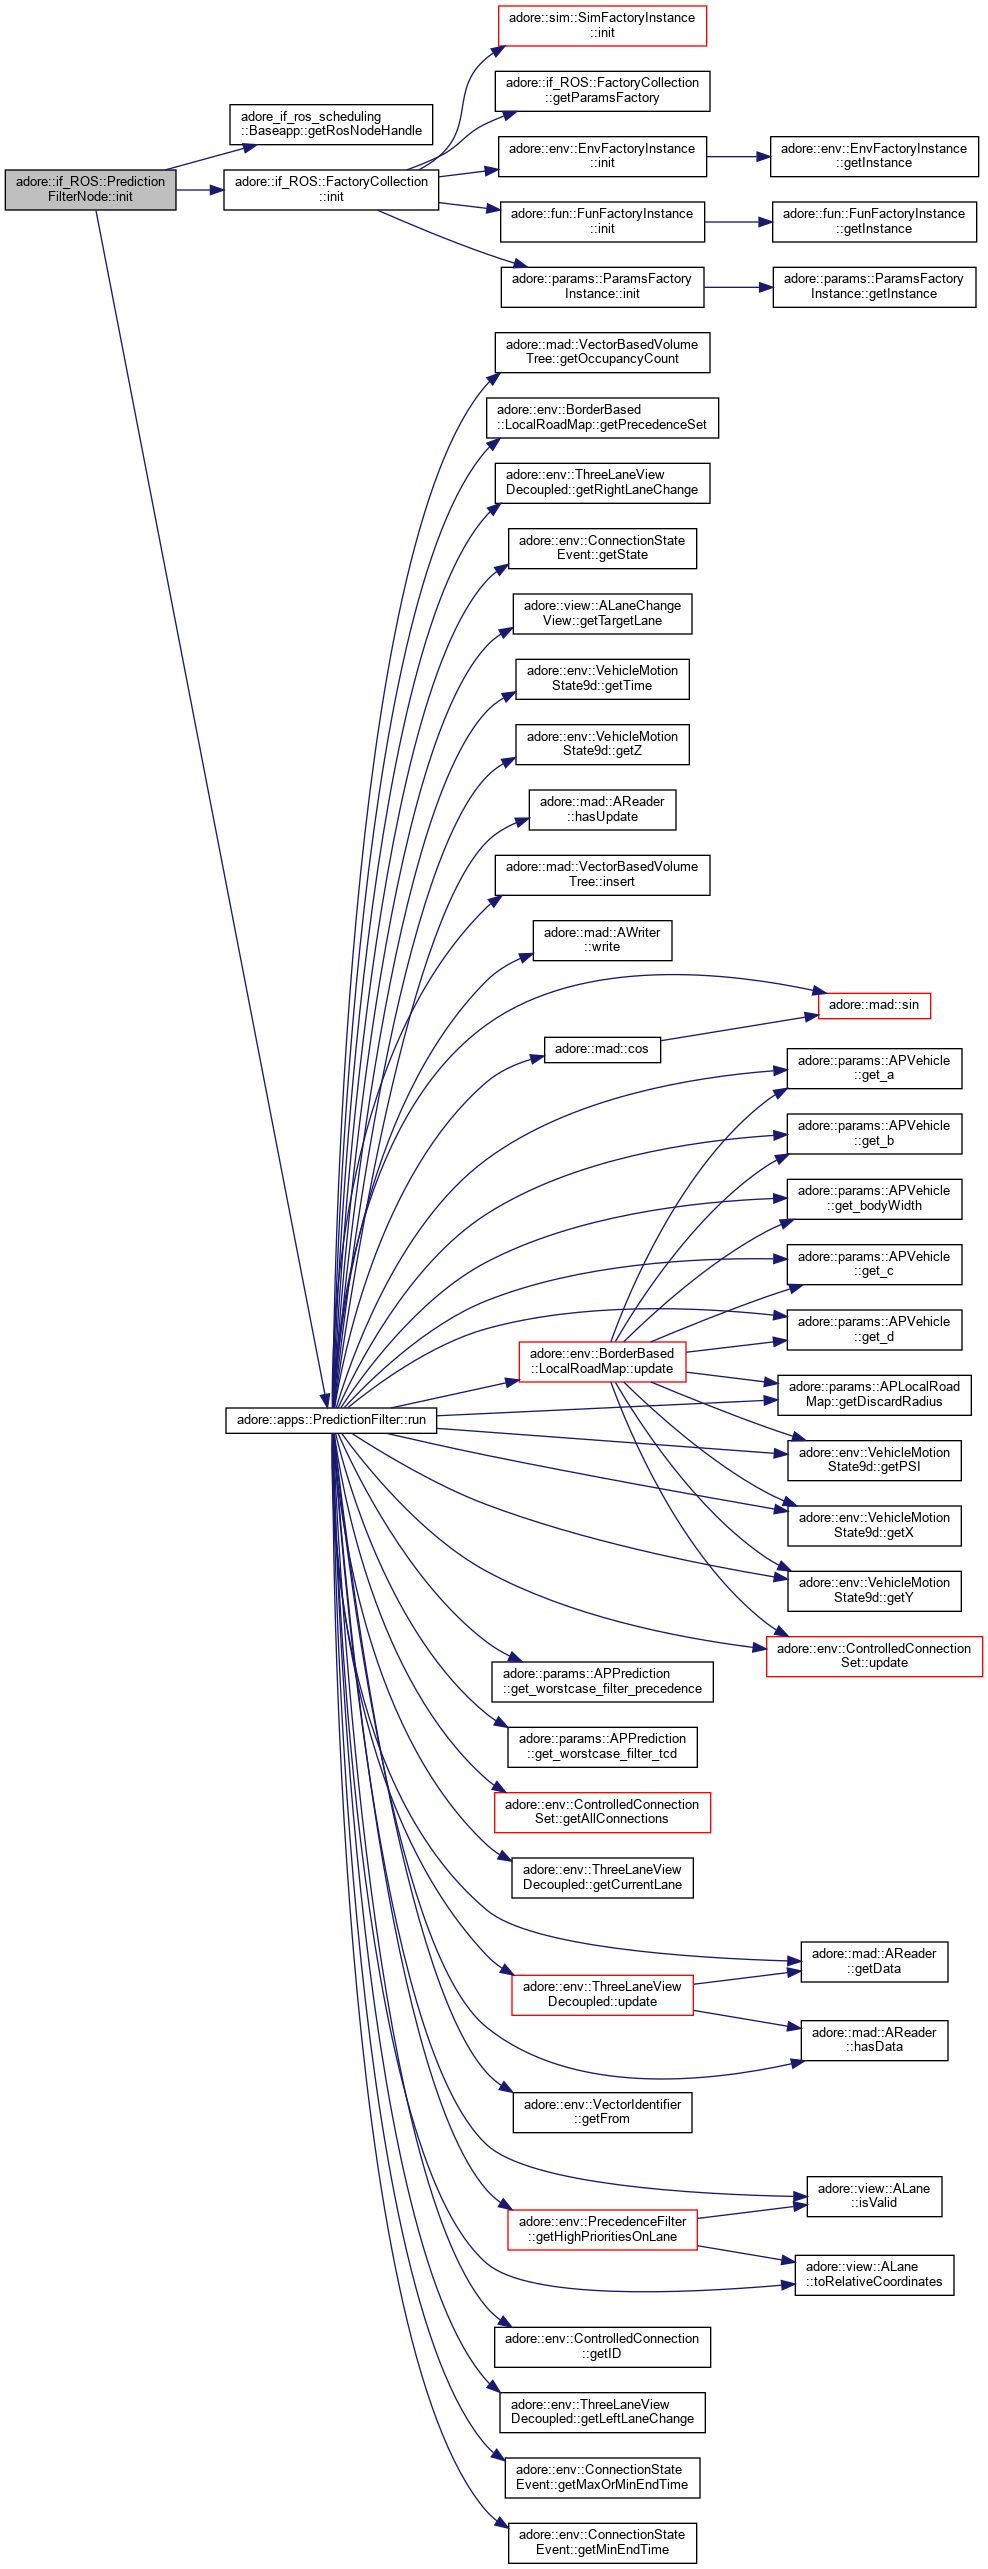 adore::sim::SimFactoryInstance
::init
adore::if_ROS::FactoryCollection
::getParamsFactory
adore_if_ros_scheduling
::Baseapp::getRosNodeHandle
adore::env::EnvFactoryInstance
::init
adore::env::EnvFactoryInstance
::getInstance
adore::if_ROS::Prediction
FilterNode::init
adore::if_ROS::FactoryCollection
::init
adore::fun::FunFactoryInstance
::init
adore::fun::FunFactoryInstance
::getInstance
adore::params::ParamsFactory
Instance::init
adore::params::ParamsFactory
Instance::getInstance
adore::mad::VectorBasedVolume
Tree::getOccupancyCount
adore::env::BorderBased
::LocalRoadMap::getPrecedenceSet
adore::env::ThreeLaneView
Decoupled::getRightLaneChange
adore::env::ConnectionState
Event::getState
adore::view::ALaneChange
View::getTargetLane
adore::env::VehicleMotion
State9d::getTime
adore::env::VehicleMotion
State9d::getZ
adore::mad::AReader
::hasUpdate
adore::mad::VectorBasedVolume
Tree::insert
adore::mad::AWriter
::write
adore::mad::sin
adore::mad::cos
adore::params::APVehicle
::get_a
adore::params::APVehicle
::get_b
adore::params::APVehicle
::get_bodyWidth
adore::params::APVehicle
::get_c
adore::params::APVehicle
::get_d
adore::env::BorderBased
::LocalRoadMap::update
adore::params::APLocalRoad
Map::getDiscardRadius
adore::apps::PredictionFilter::run
adore::env::VehicleMotion
State9d::getPSI
adore::env::VehicleMotion
State9d::getX
adore::env::VehicleMotion
State9d::getY
adore::env::ControlledConnection
Set::update
adore::params::APPrediction
::get_worstcase_filter_precedence
adore::params::APPrediction
::get_worstcase_filter_tcd
adore::env::ControlledConnection
Set::getAllConnections
adore::env::ThreeLaneView
Decoupled::getCurrentLane
adore::mad::AReader
::getData
adore::env::ThreeLaneView
Decoupled::update
adore::mad::AReader
::hasData
adore::env::VectorIdentifier
::getFrom
adore::view::ALane
::isValid
adore::env::PrecedenceFilter
::getHighPrioritiesOnLane
adore::view::ALane
::toRelativeCoordinates
adore::env::ControlledConnection
::getID
adore::env::ThreeLaneView
Decoupled::getLeftLaneChange
adore::env::ConnectionState
Event::getMaxOrMinEndTime
adore::env::ConnectionState
Event::getMinEndTime